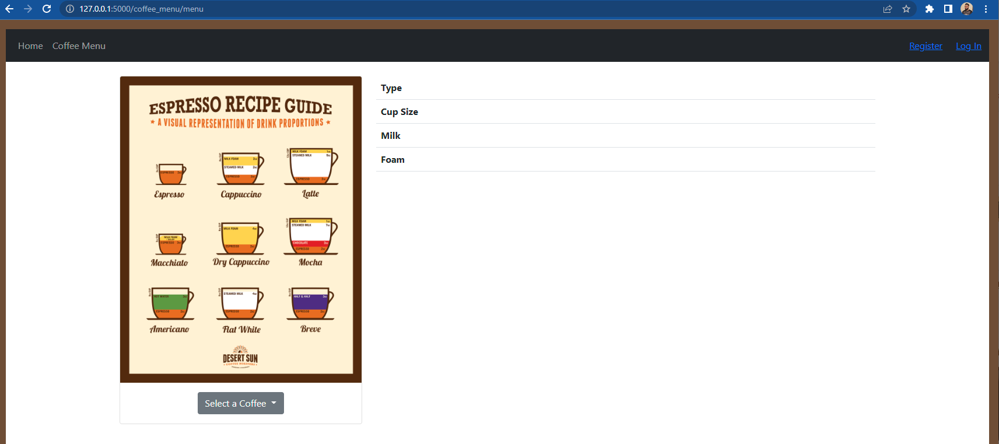 127.0.0.1:5000/coffee_menu/menu
Home Coffee Menu Register Log In
ESPRESSO RECIPE GUIDE
A VISUAL REPRESENTATION OF DRINK PROPORTIONS
ESPRESSO 2oz
Espresso
MILK FOAM 2oz
STEAMED MILK 2oz
ESPRESSO 2oz
Cappuccino
MILK FOAM 1oz
STEAMED MILK
ESPRESSO 2oz
Latte
MILK FOAM
ESPRESSO 2oz
Macchiato
MILK FOAM 4oz
ESPRESSO 2oz
Dry Cappuccino
MILK FOAM 1oz
STEAMED MILK 7oz
CHOCOLATE
ESPRESSO 2oz
Mocha
HOT WATER
ESPRESSO 2oz
Americano
STEAMED MILK 4oz
ESPRESSO 2oz
Flat White
HALF & HALF 3oz
ESPRESSO 2oz
Breve
DESERT SUN
COFFEE ROASTERS
Select a Coffee
Type
Cup Size
Milk
Foam